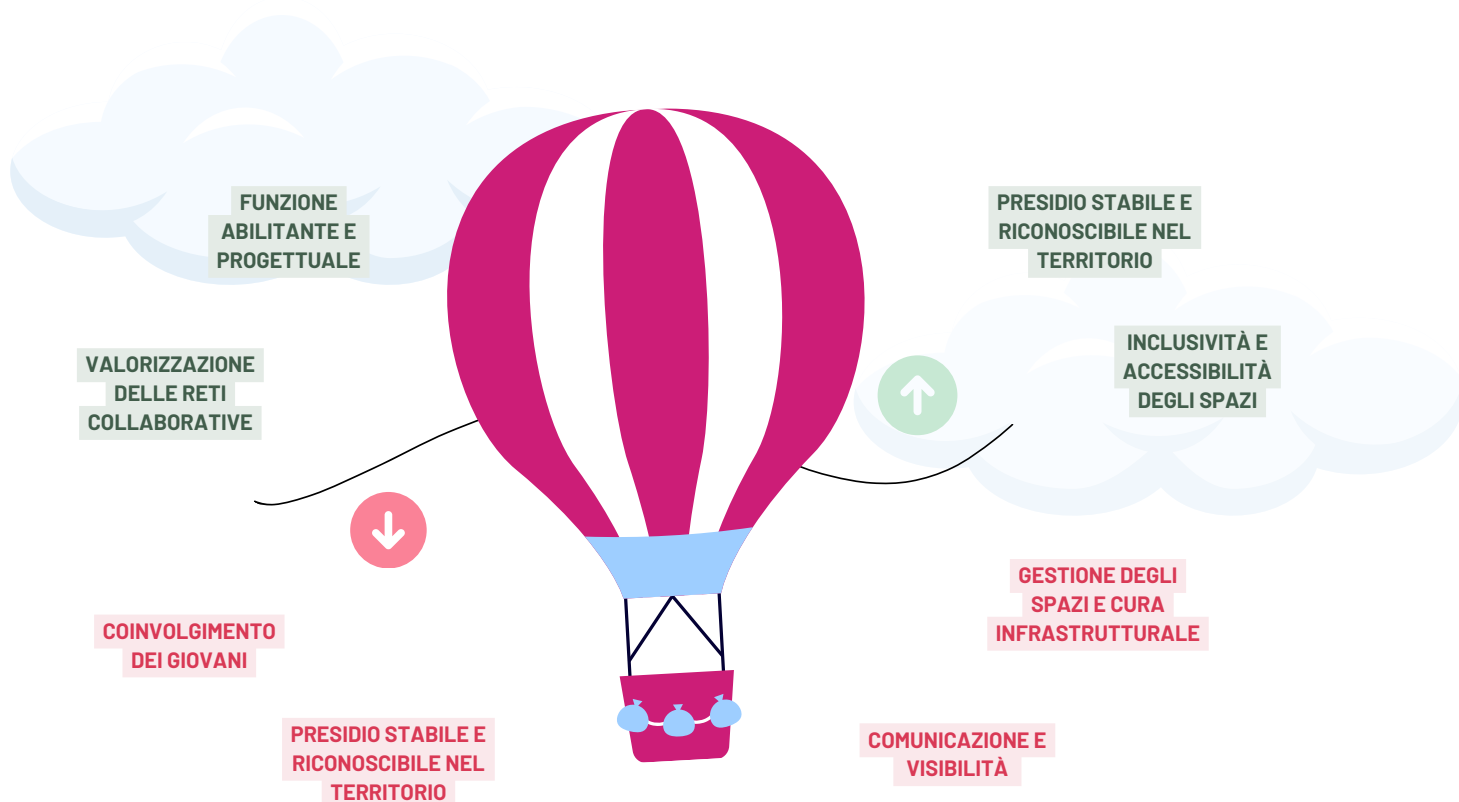 FUNZIONE
ABILITANTE E
PROGETTUALE
PRESIDIO STABILE E
RICONOSCIBILE NEL
TERRITORIO
VALORIZZAZIONE
DELLE RETI
COLLABORATIVE
INCLUSIVITÀ E
ACCESSIBILITÀ
DEGLI SPAZI
COINVOLGIMENTO
DEI GIOVANI
GESTIONE DEGLI
SPAZI E CURA
INFRASTRUTTURALE
PRESIDIO STABILE E
RICONOSCIBILE NEL
TERRITORIO
COMUNICAZIONE E
VISIBILITÀ